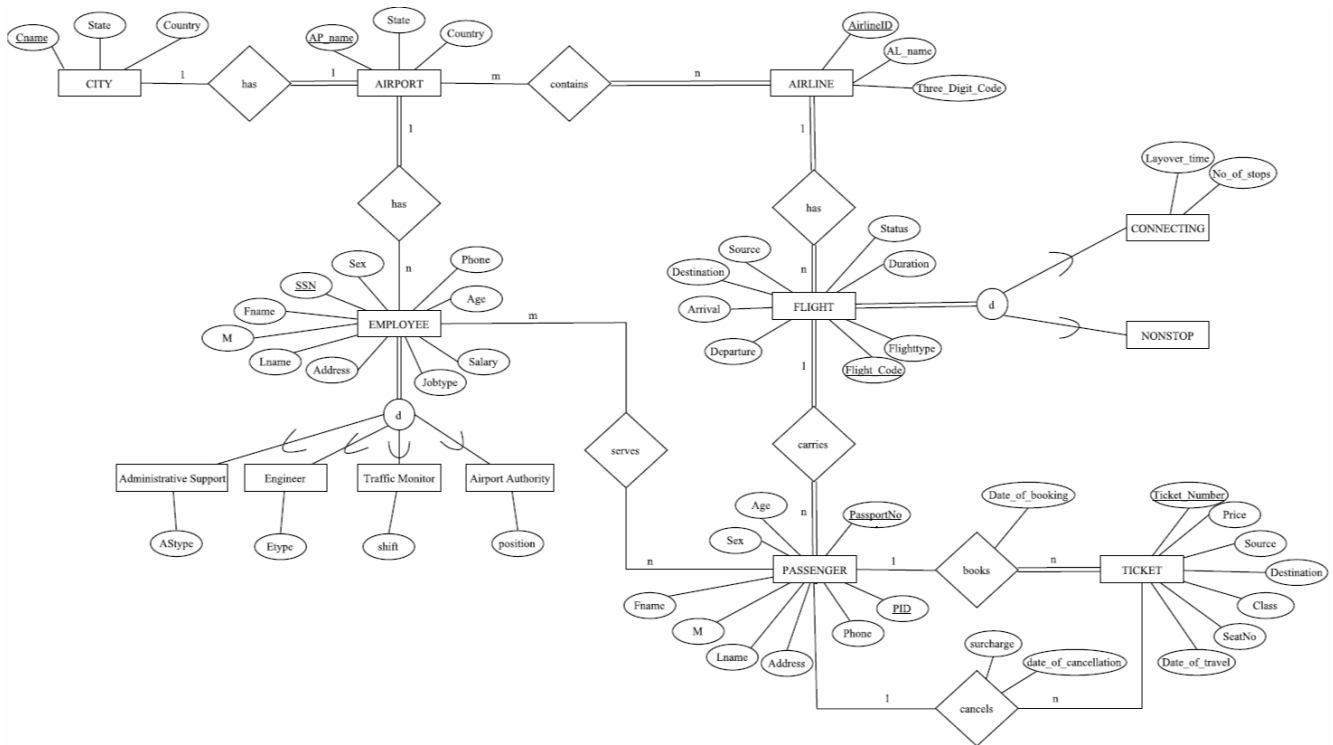 Cname
State
Country
CITY
1
has
1
AP_name
State
Country
AIRPORT
m
contains
n
AirlineID
AL_name
Three_Digit_Code
AIRLINE
1
has
n
1
has
n
Layover_time
No_of_stops
CONNECTING
NONSTOP
d
Source
Status
Destination
Duration
Arrival
FLIGHT
Departure
Flighttype
Flight_Code
1
carries
n
Sex
Phone
SSN
Age
Fname
EMPLOYEE
m
M
Lname
Address
Jobtype
Salary
d
Administrative Support
Engineer
Traffic Monitor
Airport Authority
AStype
Etype
shift
position
serves
n
Age
PassportNo
Sex
PASSENGER
Fname
M
Lname
Address
Phone
PID
1
books
n
Date_of_booking
Ticket_Number
Price
Source
Destination
TICKET
Class
SeatNo
Date_of_travel
surcharge
date_of_cancellation
1
cancels
n